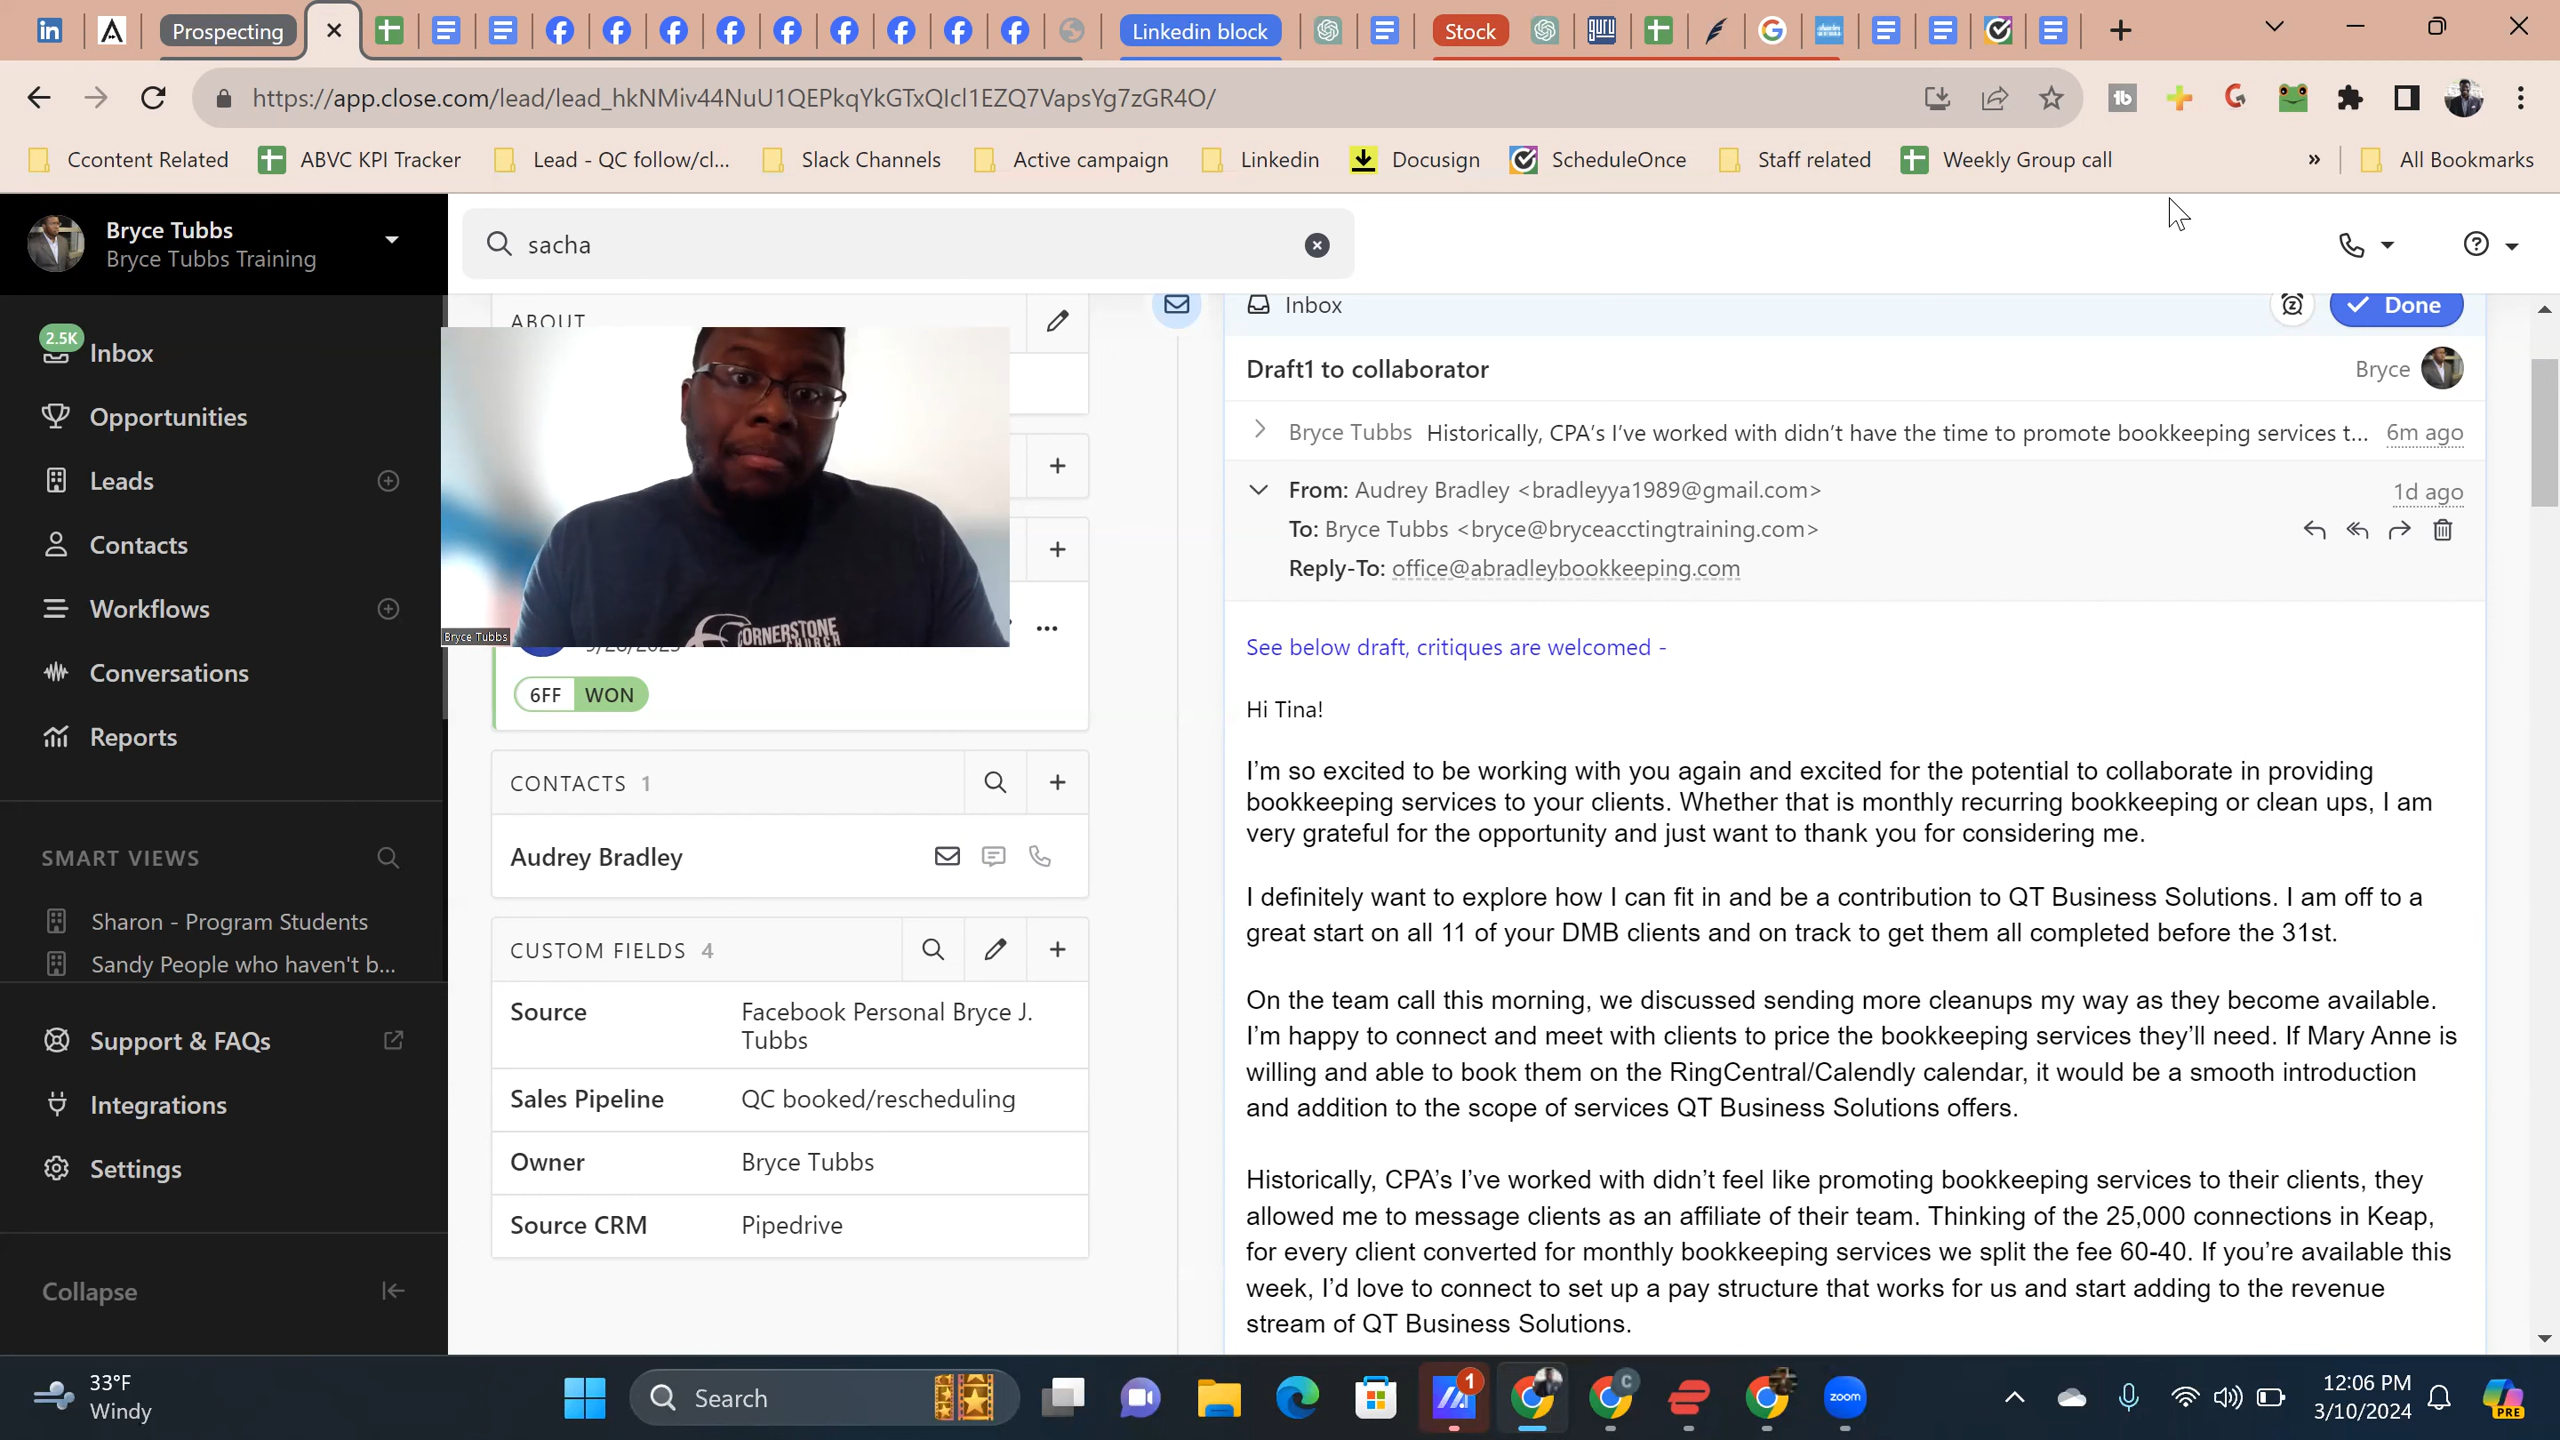 Prospecting
Linkedin block
Stock
https://app.close.com/lead/lead_hkNMiv44NuU1QEPkqYkGTxQIcl1EZQ7VapsYg7zGR4O/
Ccontent Related
ABVC KPI Tracker
Lead - QC follow/cl...
Slack Channels
Active campaign
Linkedin
Docusign
ScheduleOnce
Staff related
Weekly Group call
»
All Bookmarks
Bryce Tubbs
Bryce Tubbs Training
sacha
2.5K
Inbox
Opportunities
Leads
Contacts
Workflows
Conversations
Reports
SMART VIEWS
Sharon - Program Students
Sandy People who haven't b...
Support & FAQs
Integrations
Settings
Collapse
ABOUT
CORNERSTONE
CHURCH
Bryce Tubbs
6FF WON
CONTACTS 1
Audrey Bradley
CUSTOM FIELDS 4
Source Facebook Personal Bryce J.
Tubbs
Sales Pipeline QC booked/rescheduling
Owner Bryce Tubbs
Source CRM Pipedrive
Inbox
Done
Draft1 to collaborator
Bryce
Bryce Tubbs Historically, CPA's I've worked with didn't have the time to promote bookkeeping services t... 6m ago
From: Audrey Bradley <bradleyya1989@gmail.com>
1d ago
To: Bryce Tubbs <bryce@bryceacctingtraining.com>
Reply-To: office@abradleybookkeeping.com
See below draft, critiques are welcomed -
Hi Tina!
I'm so excited to be working with you again and excited for the potential to collaborate in providing
bookkeeping services to your clients. Whether that is monthly recurring bookkeeping or clean ups, I am
very grateful for the opportunity and just want to thank you for considering me.
I definitely want to explore how I can fit in and be a contribution to QT Business Solutions. I am off to a
great start on all 11 of your DMB clients and on track to get them all completed before the 31st.
On the team call this morning, we discussed sending more cleanups my way as they become available.
I'm happy to connect and meet with clients to price the bookkeeping services they'll need. If Mary Anne is
willing and able to book them on the RingCentral/Calendly calendar, it would be a smooth introduction
and addition to the scope of services QT Business Solutions offers.
Historically, CPA's I've worked with didn't feel like promoting bookkeeping services to their clients, they
allowed me to message clients as an affiliate of their team. Thinking of the 25,000 connections in Keap,
for every client converted for monthly bookkeeping services we split the fee 60-40. If you're available this
week, I'd love to connect to set up a pay structure that works for us and start adding to the revenue
stream of QT Business Solutions.
33°F
Windy
Search
1
C
zoom
12:06 PM
3/10/2024
PRE